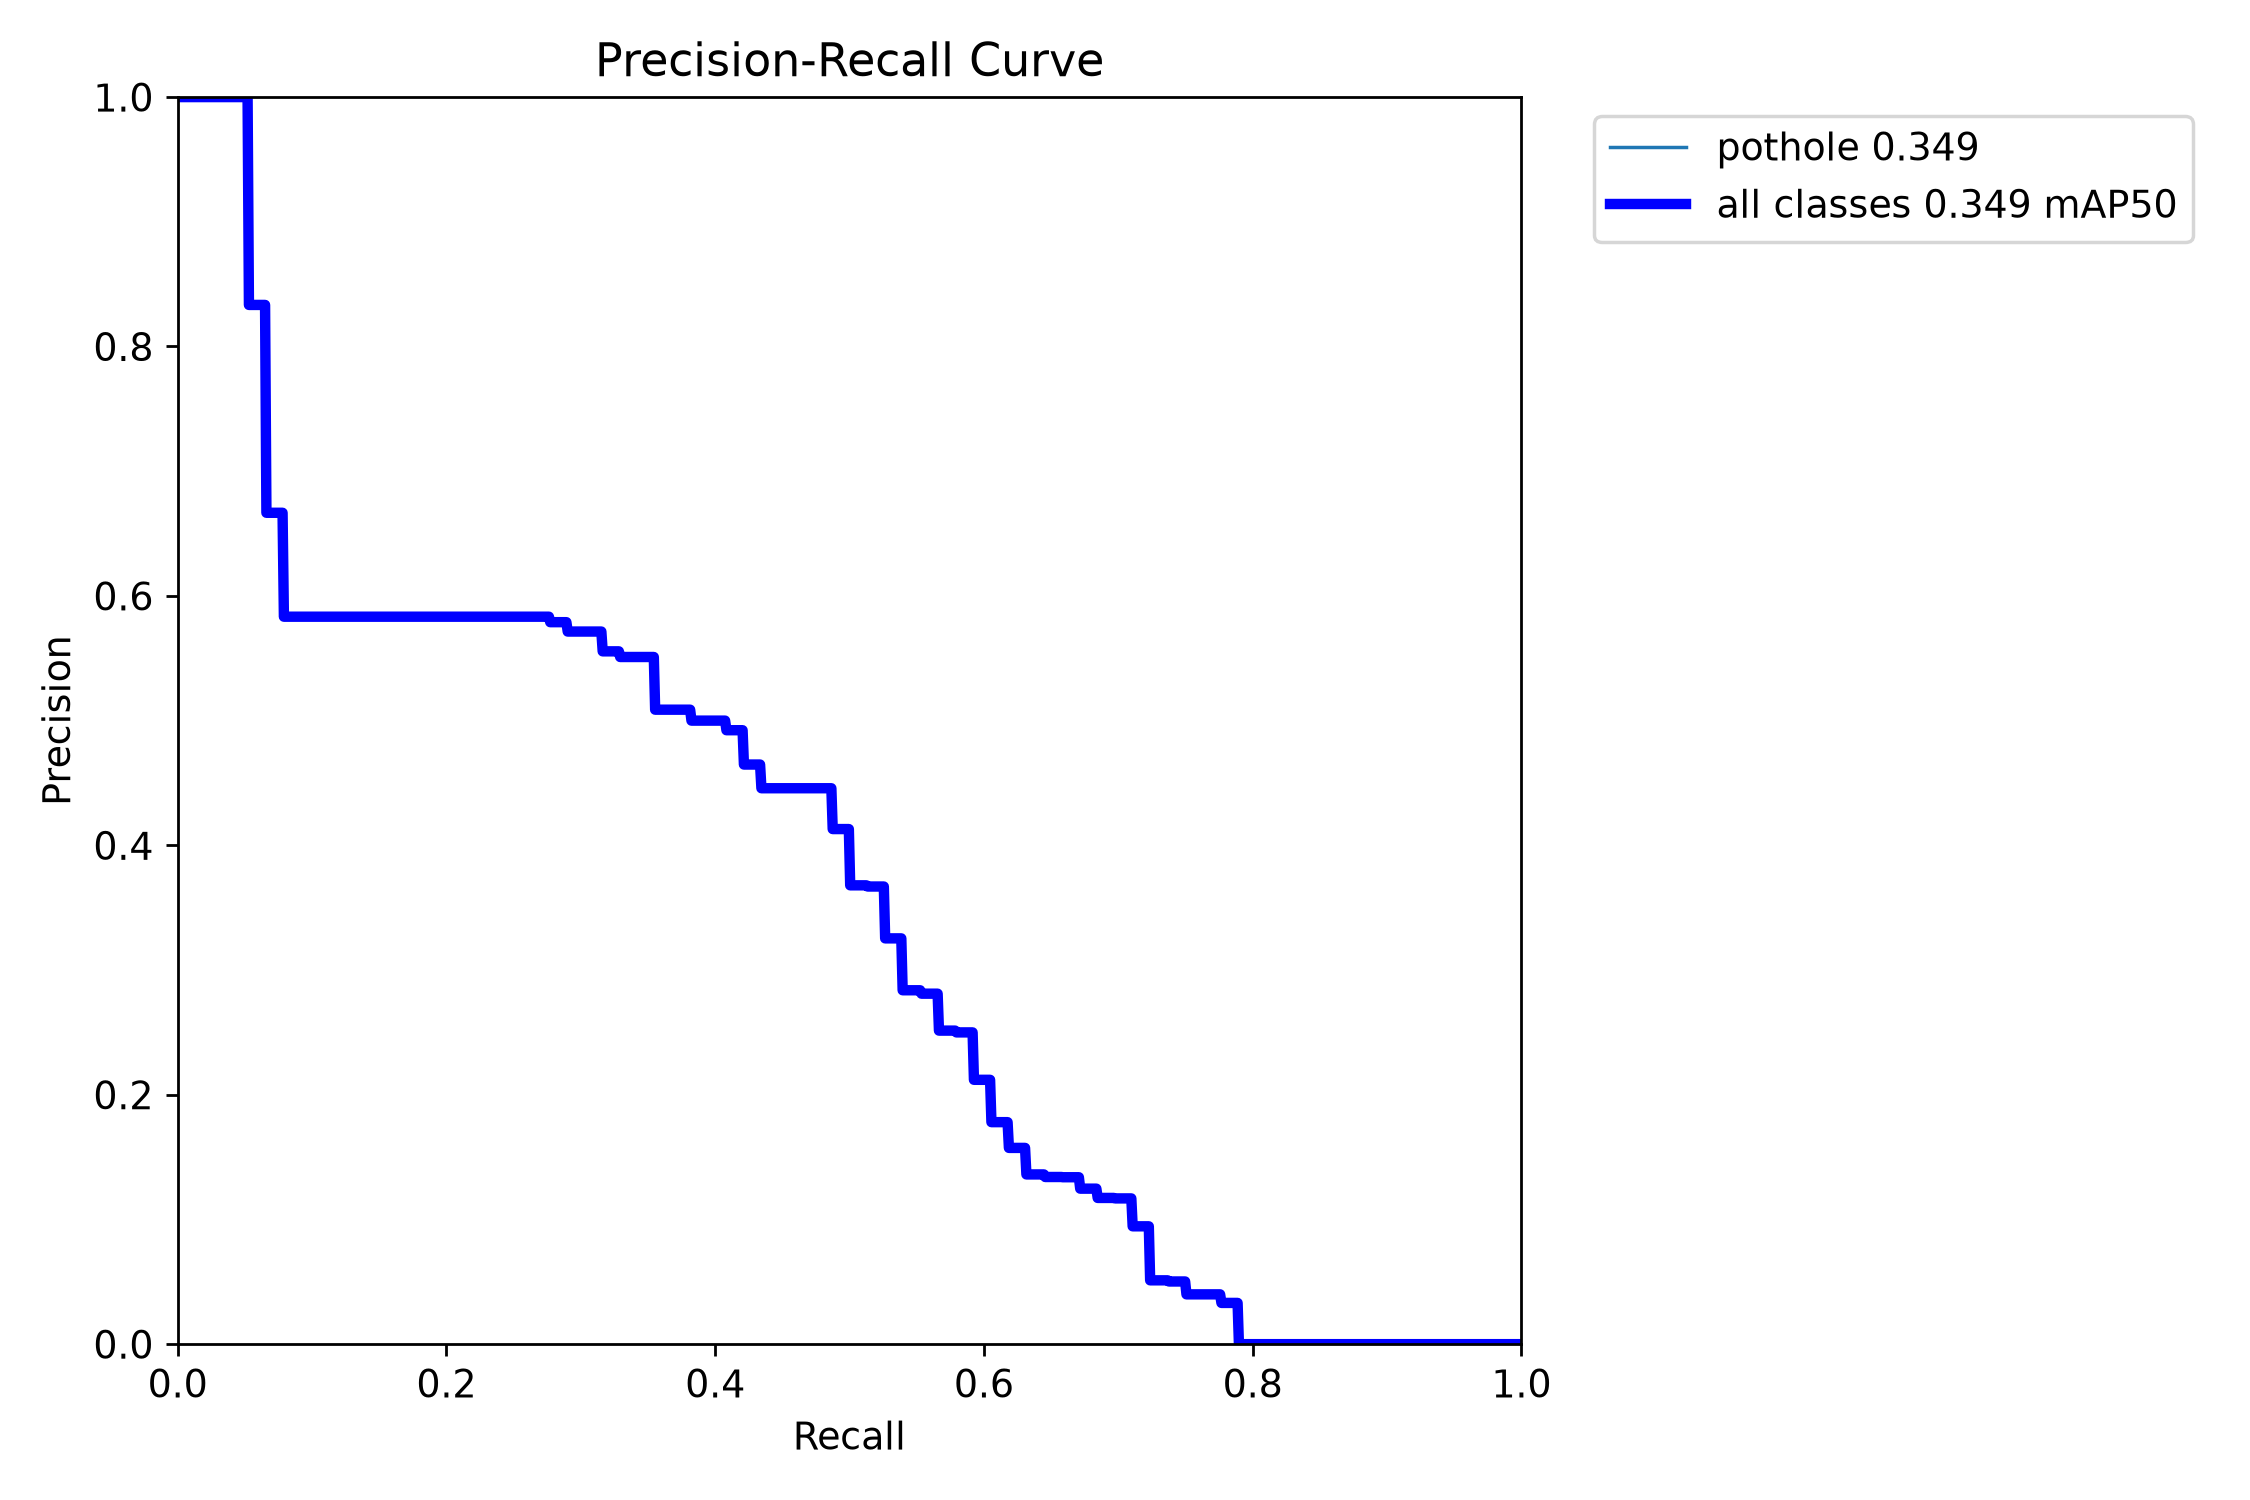 Precision-Recall Curve
1.0
0.8
0.6
0.4
0.2
0.0
Precision
0.0 0.2 0.4 0.6 0.8 1.0
Recall
pothole 0.349
all classes 0.349 mAP50